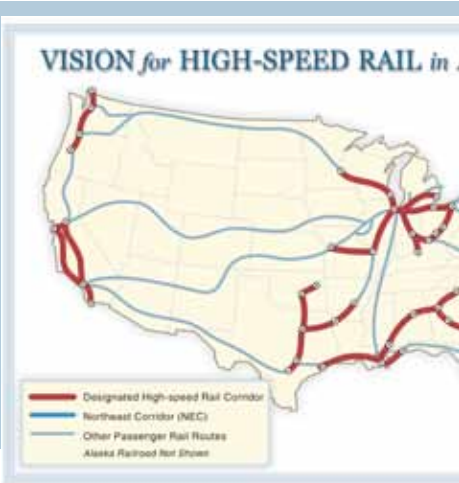 VISION for HIGH-SPEED RAIL in
Designated High-speed Rail Corridor
Northeast Corridor (NEC)
Other Passenger Rail Routes
Alaska Railroad Not Shown